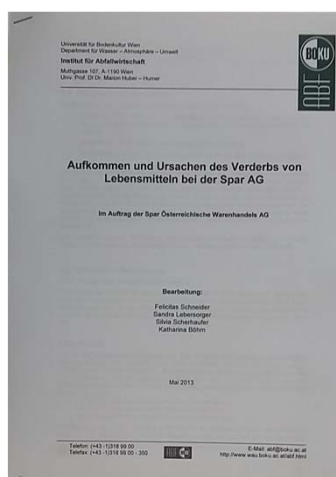 Universität für Bodenkultur Wien
Department für Wasser – Atmosphäre – Umwelt
Institut für Abfallwirtschaft
Muthgasse 107, A-1190 Wien
Univ. Prof. DI Dr. Marion Huber – Humer
BOKU
ABF
Aufkommen und Ursachen des Verderbs von
Lebensmitteln bei der Spar AG
Im Auftrag der Spar Österreichische Warenhandels AG
Bearbeitung:
Felicitas Schneider
Sandra Lebersorger
Silvia Scherhaufer
Katharina Böhm
Mai 2013
Telefon: (+43 -1)318 99 00
Telefax: (+43 -1)318 99 00 - 350
E-Mail: abf@boku.ac.at
http://www.wau.boku.ac.at/abf.html